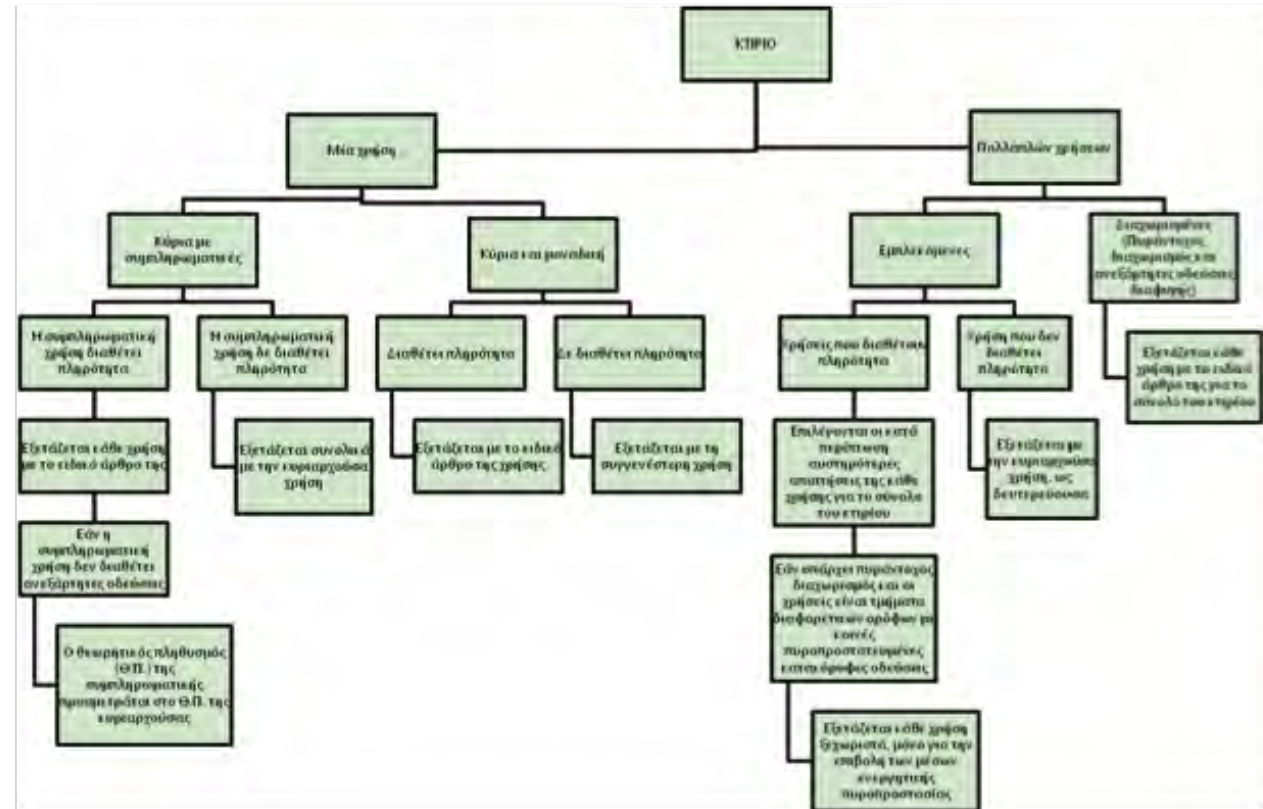 ΚΤΙΡΙΟ
Μία χρήση
Πολλαπλών χρήσεων
Κύρια με
συμπληρωματικές
Κύρια και μοναδική
Εμπλεκόμενες
Διαχωρισμένες
(Πυράντοχος
διαχωρισμός και
ανεξάρτητες οδεύσεις
διαφυγής)
Η συμπληρωματική
χρήση διαθέτει
πληρότητα
Η συμπληρωματική
χρήση δε διαθέτει
πληρότητα
Διαθέτει πληρότητα
Δε διαθέτει πληρότητα
Χρήσεις που διαθέτουν
πληρότητα
Χρήση που δεν
διαθέτει
πληρότητα
Εξετάζεται κάθε
χρήση με το ειδικό
άρθρο της για το
σύνολο του κτηρίου
Εξετάζεται κάθε χρήση
με το ειδικό άρθρο της
Εξετάζεται συνολικά
με την κυριαρχούσα
χρήση
Εξετάζεται με το ειδικό
άρθρο της χρήσης
Εξετάζεται με τη
συγγενέστερη χρήση
Επιλέγονται οι κατά
περίπτωση
αυστηρότερες
απαιτήσεις της κάθε
χρήσης για το σύνολο
του κτιρίου
Εξετάζεται με
την κυριαρχούσα
χρήση, ως
δευτερεύουσα
Εάν η
συμπληρωματική
χρήση δεν διαθέτει
ανεξάρτητες οδεύσεις
Εάν υπάρχει πυράντοχος
διαχωρισμός και οι
χρήσεις είναι τμήματα
διαφορετικών ορόφων με
κοινές
πυροπροστατευμένες
κατακόρυφες οδεύσεις
Ο θεωρητικός πληθυσμός
(Θ.Π.) της
συμπληρωματικής
προσμετράται στο Θ.Π. της
κυριαρχούσας
Εξετάζεται κάθε χρήση
ξεχωριστά, μόνο για την
επιβολή των μέσων
ενεργητικής
πυροπροστασίας